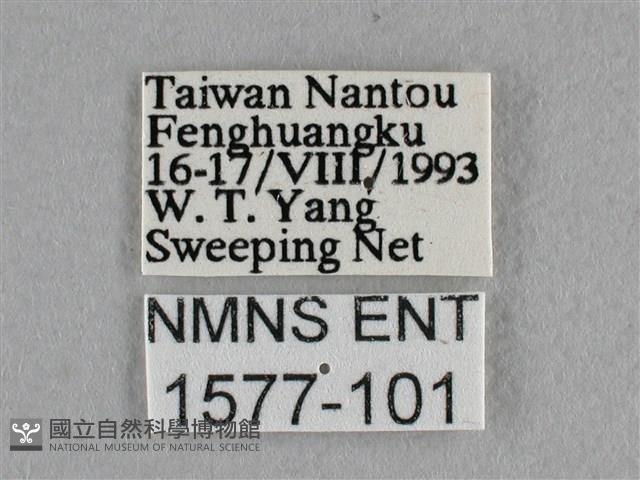 Taiwan Nantou
Fenghuangku
16-17/VIII/1993
W. T. Yang
Sweeping Net
NMNS ENT
1577-101
國立自然科學博物館
NATIONAL MUSEUM OF NATURAL SCIENCE